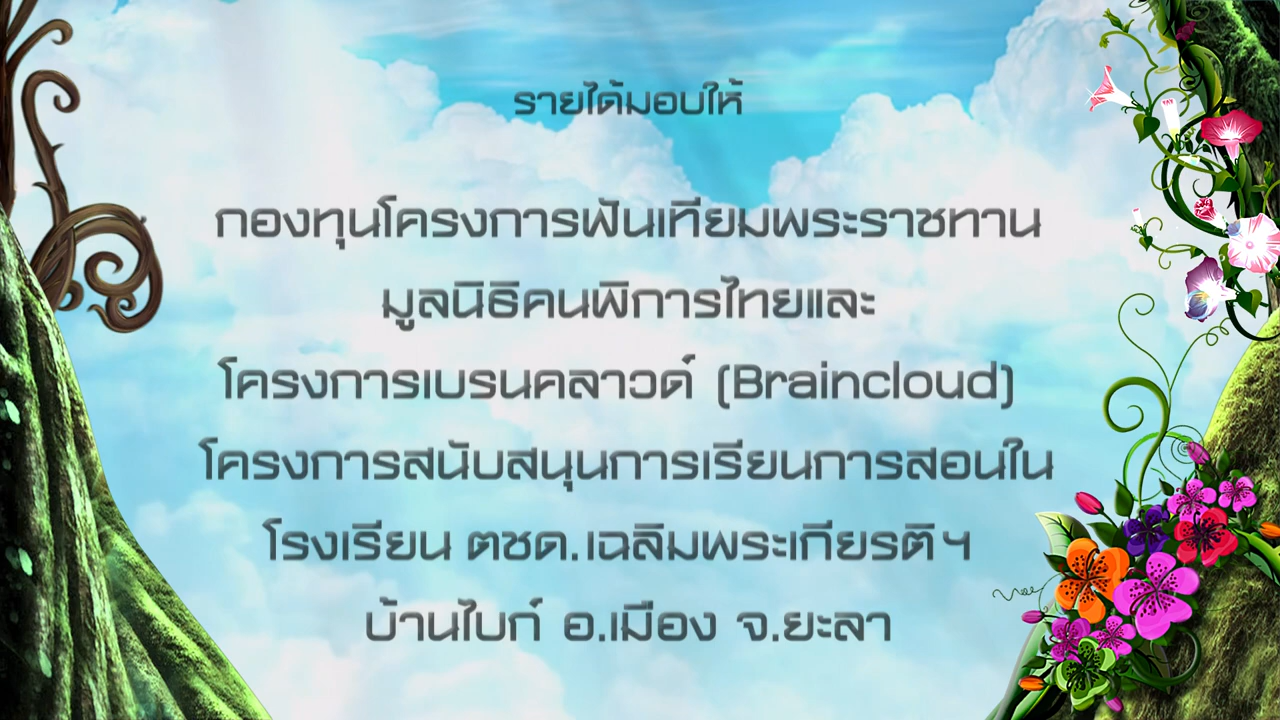 รายได้มอบให้
กองทุนโครงการฟันเทียมพระราชทาน
มูลนิธิคนพิการไทยและ
โครงการเบรนคลาวด์ (Braincloud)
โครงการสนับสนุนการเรียนการสอนใน
โรงเรียน ตชด.เฉลิมพระเกียรติฯ
บ้านไบก์ อ.เมือง จ.ยะลา